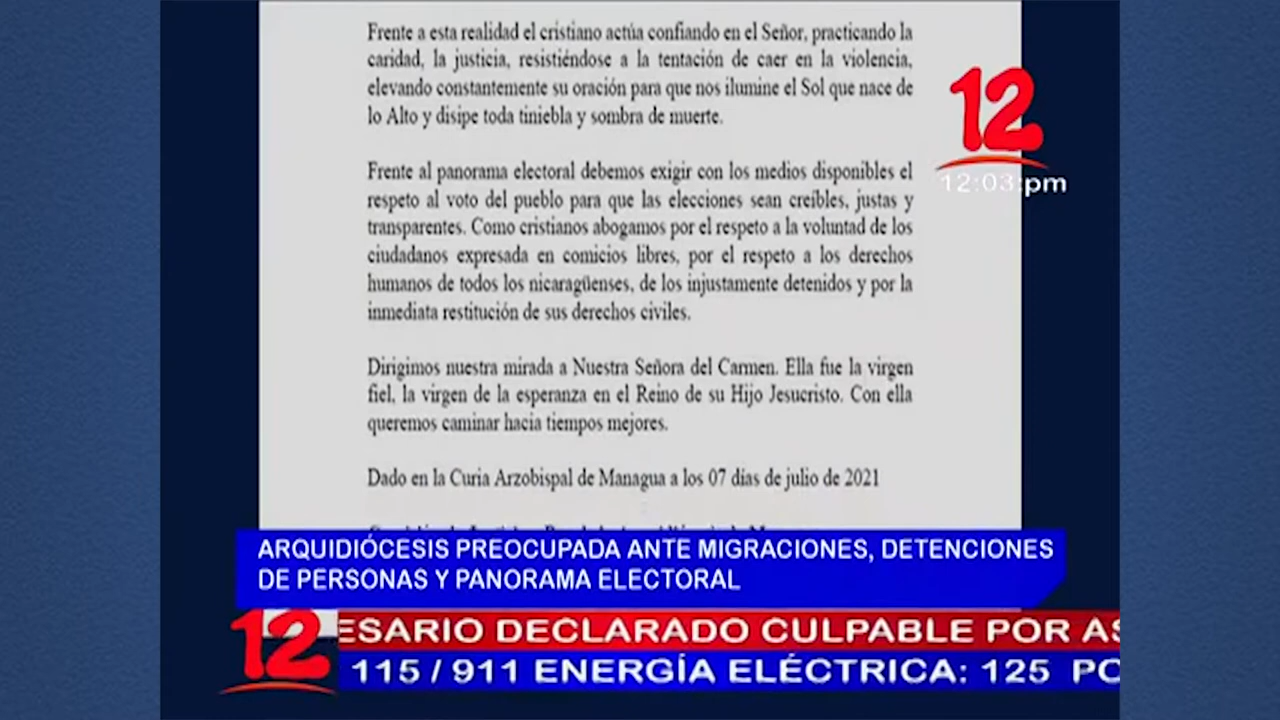 Frente a esta realidad el cristiano actúa confiando en el Señor, practicando la
caridad, la justicia, resistiéndose a la tentación de caer en la violencia,
elevando constantemente su oración para que nos ilumine el Sol que nace de
lo Alto y disipe toda tiniebla y sombra de muerte.
12
12:03:pm
Frente al panorama electoral debemos exigir con los medios disponibles el
respeto al voto del pueblo para que las elecciones sean creíbles, justas y
transparentes. Como cristianos abogamos por el respeto a la voluntad de los
ciudadanos expresada en comicios libres, por el respeto a los derechos
humanos de todos los nicaragüenses, de los injustamente detenidos y por la
inmediata restitución de sus derechos civiles.
Dirigimos nuestra mirada a Nuestra Señora del Carmen. Ella fue la virgen
fiel, la virgen de la esperanza en el Reino de su Hijo Jesucristo. Con ella
queremos caminar hacia tiempos mejores.
Dado en la Curia Arzobispal de Managua a los 07 días de julio de 2021
ARQUIDIÓCESIS PREOCUPADA ANTE MIGRACIONES, DETENCIONES
DE PERSONAS Y PANORAMA ELECTORAL
12
ESARIO DECLARADO CULPABLE POR AS
115 / 911 ENERGÍA ELÉCTRICA: 125 PO